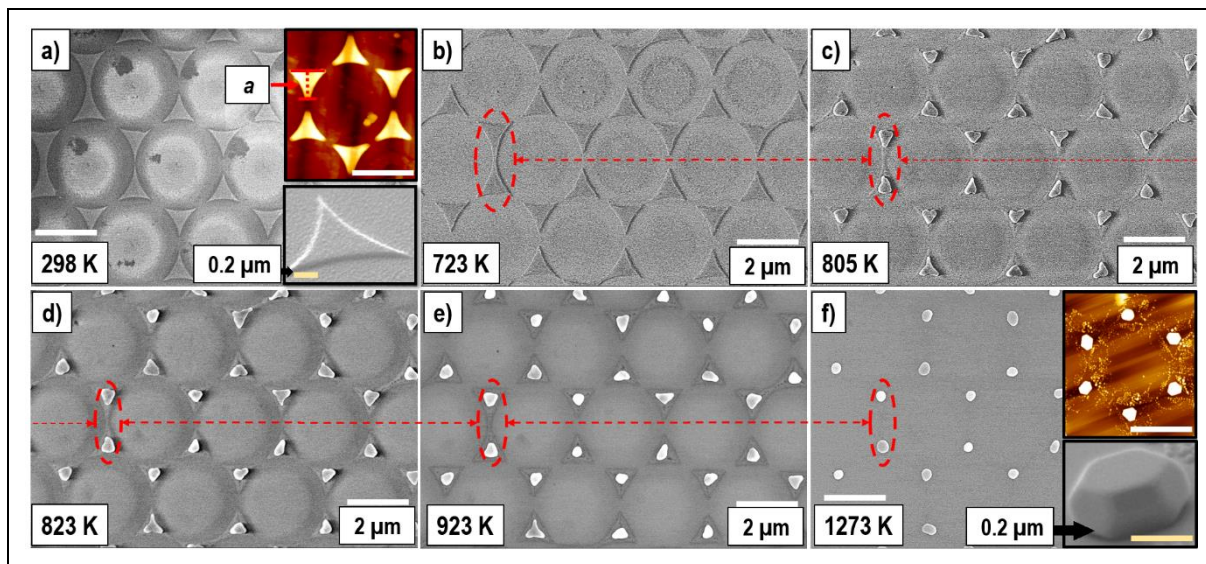 a)
a
0.2 µm
298 K
b)
723 K
2 µm
c)
805 K
2 µm
d)
823 K
2 µm
e)
923 K
2 µm
f)
1273 K
0.2 µm